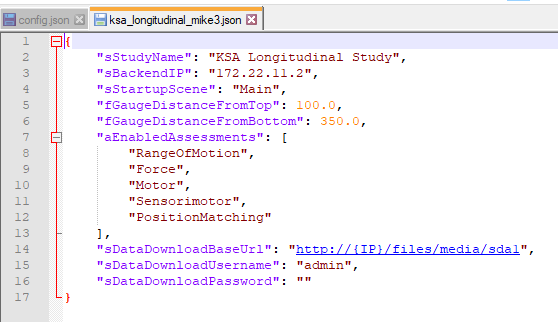 config.json
ksa_longitudinal_mike3.json
1 {
2 "sStudyName": "KSA Longitudinal Study",
3 "sBackendIP": "172.22.11.2",
4 "sStartupScene": "Main",
5 "fGaugeDistanceFromTop": 100.0,
6 "fGaugeDistanceFromBottom": 350.0,
7 "aEnabledAssessments": [
8 "RangeOfMotion",
9 "Force",
10 "Motor",
11 "Sensorimotor",
12 "PositionMatching"
13 ],
14 "sDataDownloadBaseUrl": "http://{IP}/files/media/sda1",
15 "sDataDownloadUsername": "admin",
16 "sDataDownloadPassword": ""
17 }